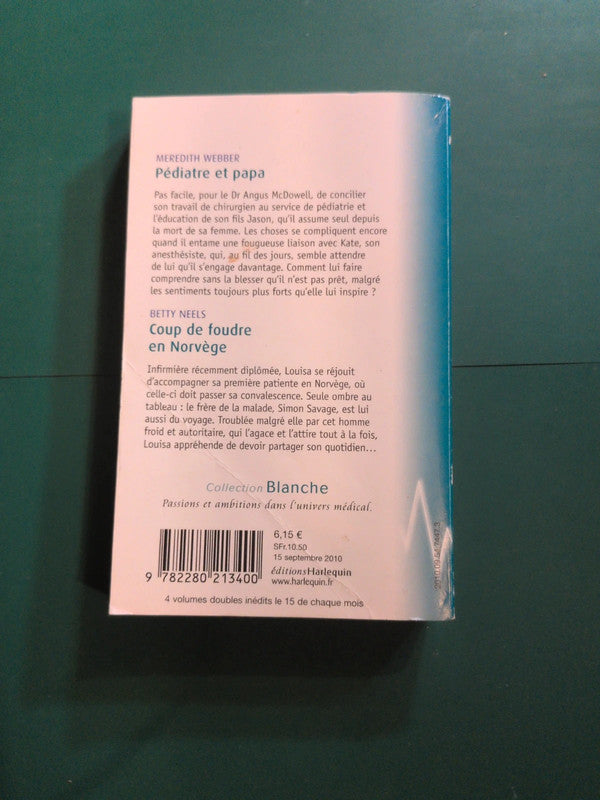 MEREDITH WEBBER
Pédiatre et papa
Pas facile, pour le Dr Angus McDowell, de concilier
son travail de chirurgien au service de pédiatrie et
l'éducation de son fils Jason, qu'il assume seul depuis
la mort de sa femme. Les choses se compliquent encore
quand il entame une fougueuse liaison avec Kate, son
anesthésiste, qui, au fil des jours, semble attendre
de lui qu'il s'engage davantage. Comment lui faire
comprendre sans la blesser qu'il n'est pas prêt, malgré
les sentiments toujours plus forts qu'elle lui inspire ?
BETTY NEELS
Coup de foudre
en Norvège
Infirmière récemment diplômée, Louisa se réjouit
d'accompagner sa première patiente en Norvège, où
celle-ci doit passer sa convalescence. Seule ombre au
tableau : le frère de la malade, Simon Savage, est lui
aussi du voyage. Troublée malgré elle par cet homme
froid et autoritaire, qui l'agace et l'attire tout à la fois,
Louisa appréhende de devoir partager son quotidien...
Collection Blanche
Passions et ambitions dans l'univers médical.
6,15 €
SFr.10.50
15 septembre 2010
éditionsHarlequin
www.harlequin.fr
9 782280 213400
4 volumes doubles inédits le 15 de chaque mois